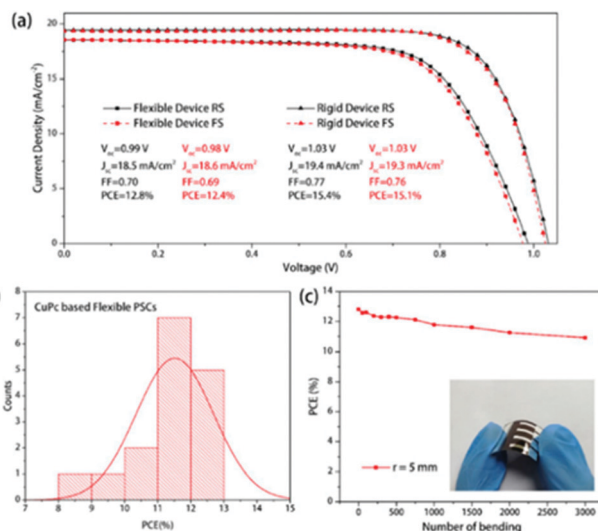 (a)
20
15
10
5
0
Current Density (mA/cm⁻²)
Flexible Device RS
Flexible Device FS
Rigid Device RS
Rigid Device FS
V_oc=0.99 V V_oc=0.98 V V_oc=1.03 V V_oc=1.03 V
J_sc=18.5 mA/cm² J_sc=18.6 mA/cm² J_sc=19.4 mA/cm² J_sc=19.3 mA/cm²
FF=0.70 FF=0.69 FF=0.77 FF=0.76
PCE=12.8% PCE=12.4% PCE=15.4% PCE=15.1%
0.0 0.2 0.4 0.6 0.8 1.0
Voltage (V)
)
CuPc based Flexible PSCs
8
7
6
5
4
3
2
1
0
Counts
7 8 9 10 11 12 13 14 15
PCE(%)
(c)
14
12
10
8
6
4
2
0
PCE (%)
r = 5 mm
0 500 1000 1500 2000 2500 3000
Number of bending